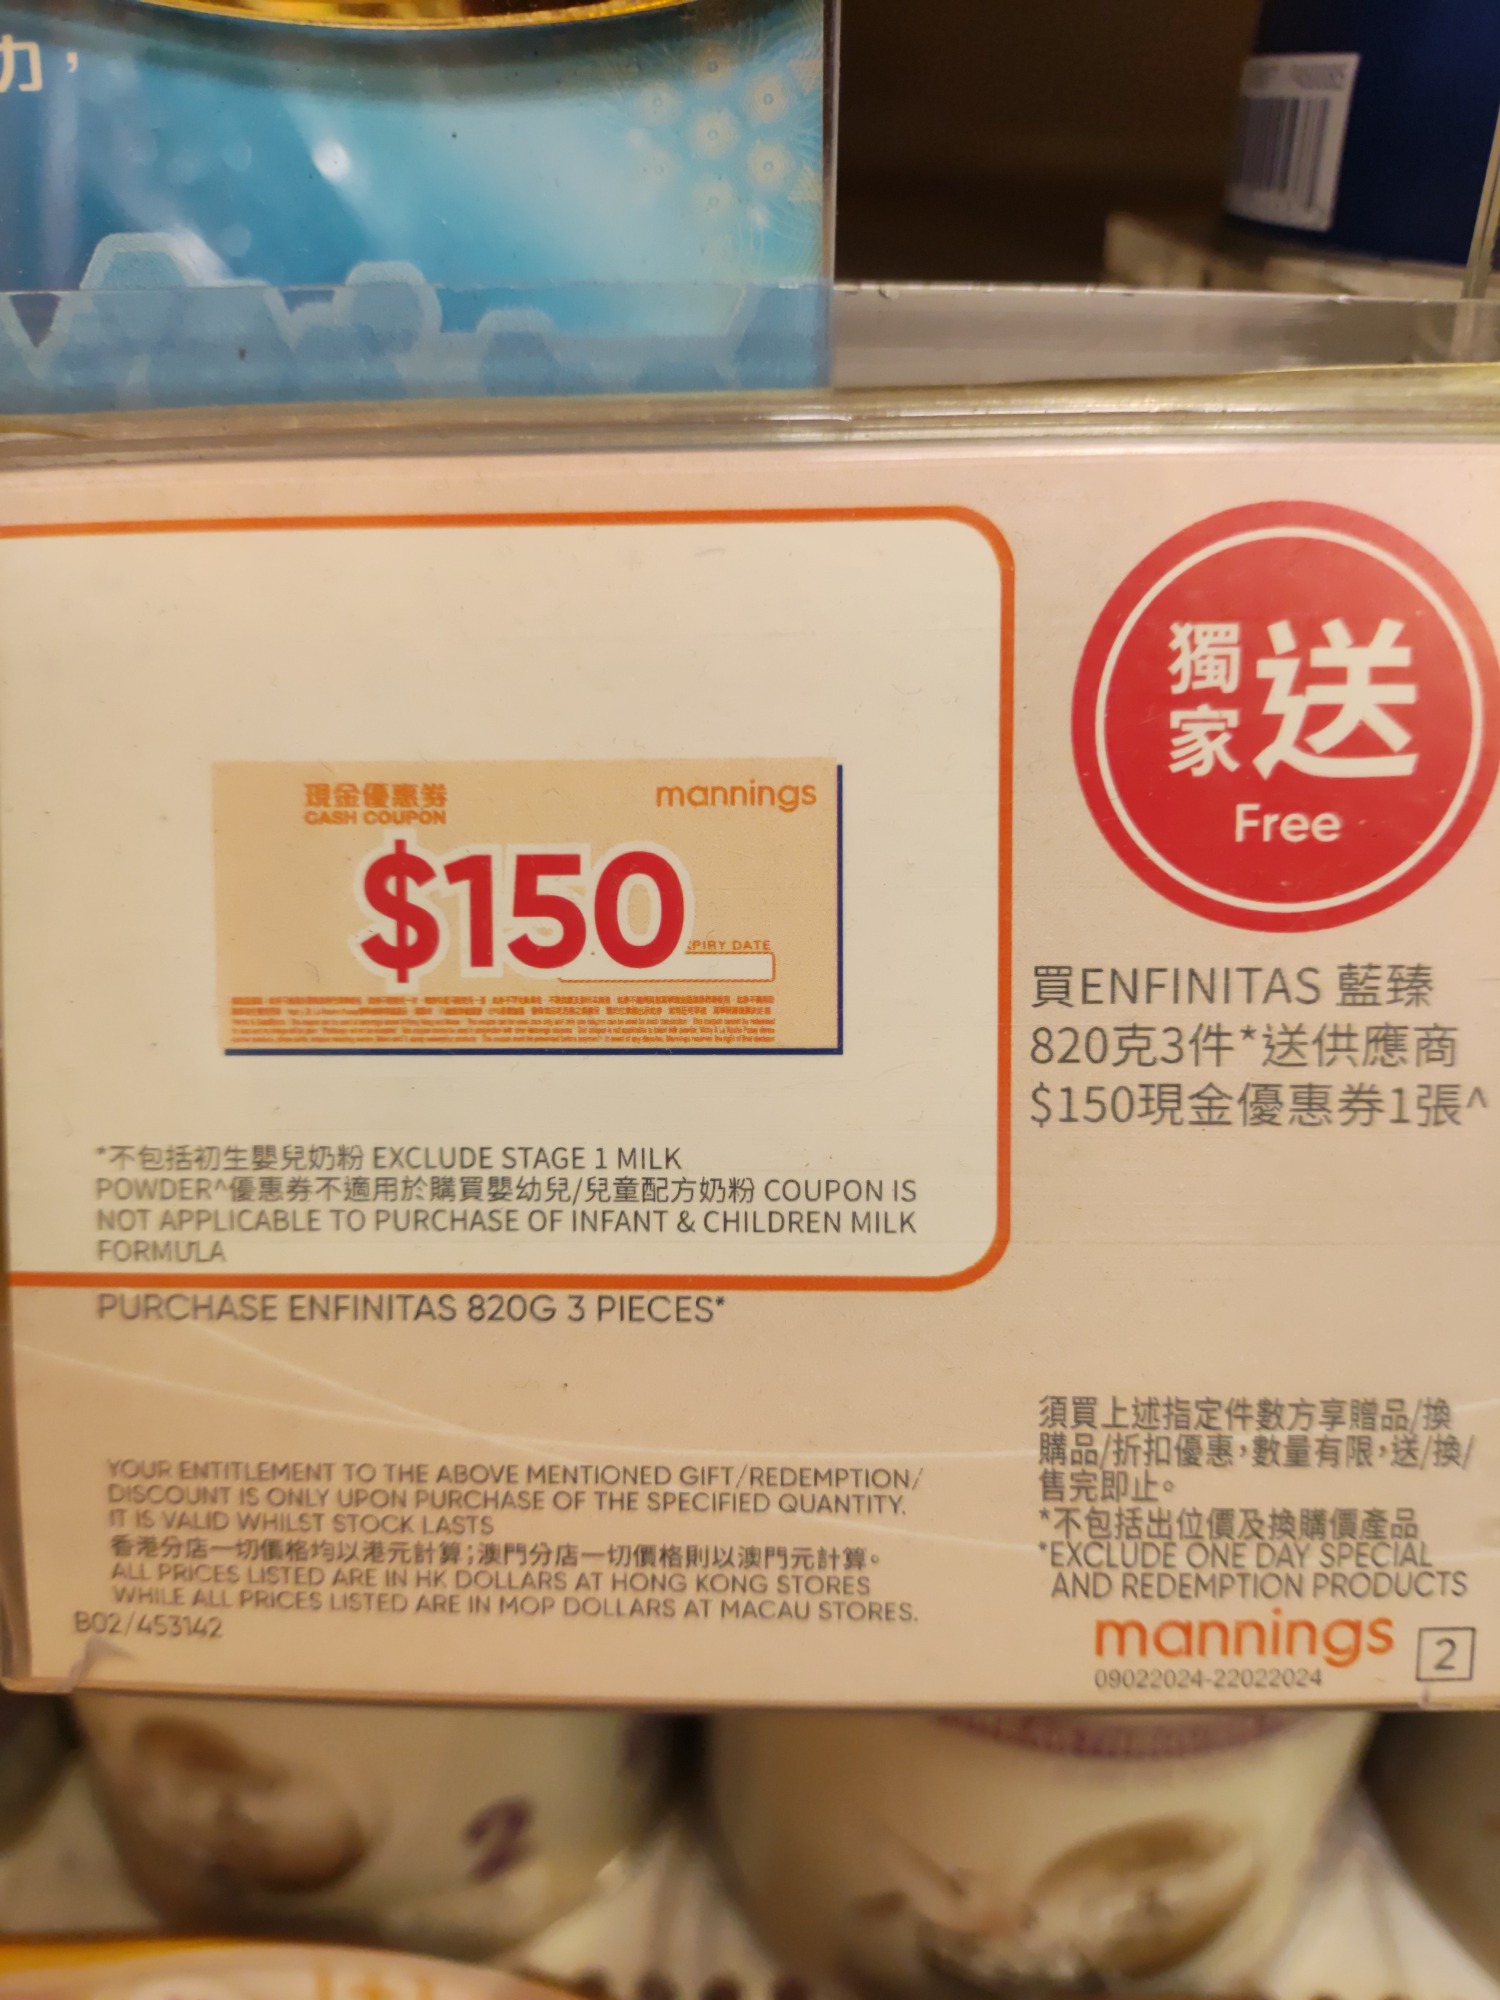 力，
獨家送
Free
現金優惠券
CASH COUPON
mannings
$150
PIRY DATE
買ENFINITAS 藍臻
820克3件*送供應商
$150現金優惠券1張^
*不包括初生嬰兒奶粉 EXCLUDE STAGE 1 MILK
POWDER^優惠券不適用於購買嬰幼兒/兒童配方奶粉 COUPON IS
NOT APPLICABLE TO PURCHASE OF INFANT & CHILDREN MILK
FORMULA
PURCHASE ENFINITAS 820G 3 PIECES*
YOUR ENTITLEMENT TO THE ABOVE MENTIONED GIFT/REDEMPTION/
DISCOUNT IS ONLY UPON PURCHASE OF THE SPECIFIED QUANTITY.
IT IS VALID WHILST STOCK LASTS
香港分店一切價格均以港元計算;澳門分店一切價格則以澳門元計算。
ALL PRICES LISTED ARE IN HK DOLLARS AT HONG KONG STORES
WHILE ALL PRICES LISTED ARE IN MOP DOLLARS AT MACAU STORES.
B02/453142
須買上述指定件數方享贈品/換
購品/折扣優惠，數量有限，送/換/
售完即止。
*不包括出位價及換購價產品
*EXCLUDE ONE DAY SPECIAL
AND REDEMPTION PRODUCTS
mannings
2
09022024-22022024
2